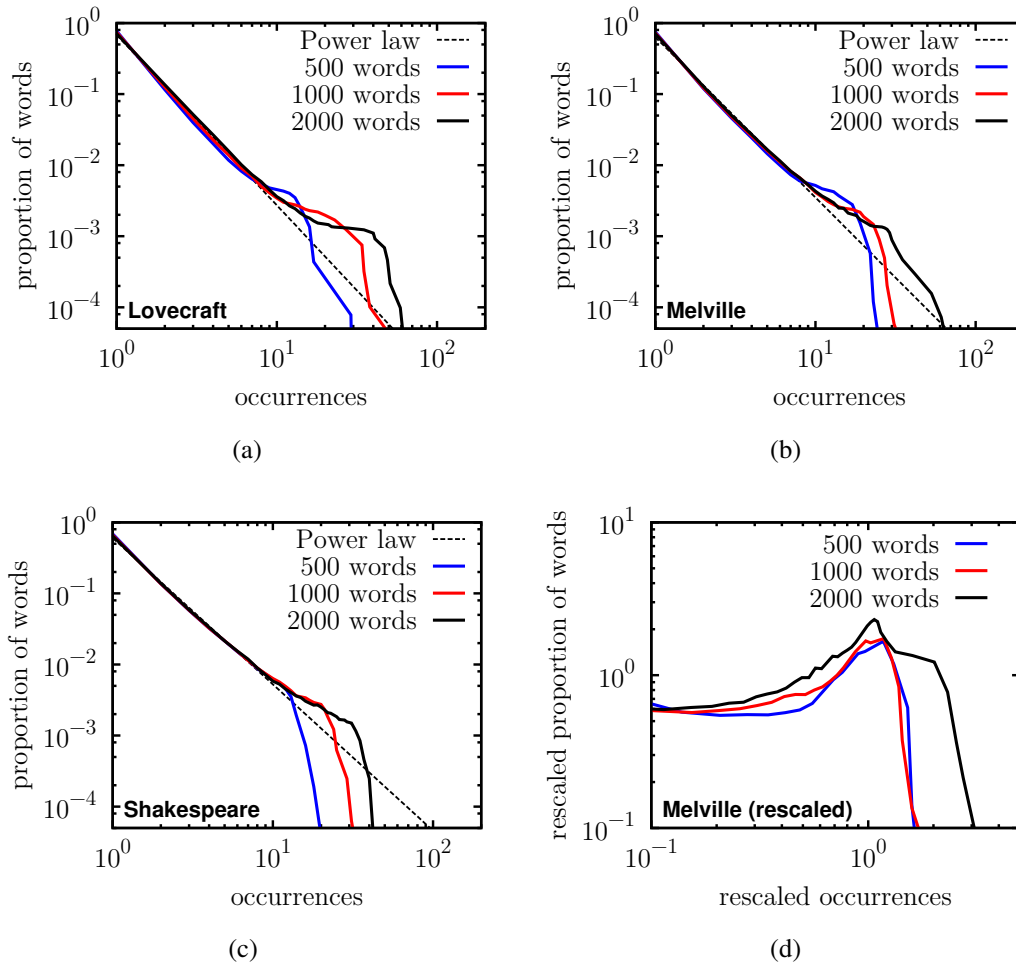 10^0
10^-1
10^-2
10^-3
10^-4
proportion of words
Power law
500 words
1000 words
2000 words
Lovecraft
10^0 10^1 10^2
occurrences
(a)
10^0
10^-1
10^-2
10^-3
10^-4
proportion of words
Power law
500 words
1000 words
2000 words
Melville
10^0 10^1 10^2
occurrences
(b)
10^0
10^-1
10^-2
10^-3
10^-4
proportion of words
Power law
500 words
1000 words
2000 words
Shakespeare
10^0 10^1 10^2
occurrences
(c)
10^1
10^0
10^-1
rescaled proportion of words
500 words
1000 words
2000 words
Melville (rescaled)
10^-1 10^0
rescaled occurrences
(d)